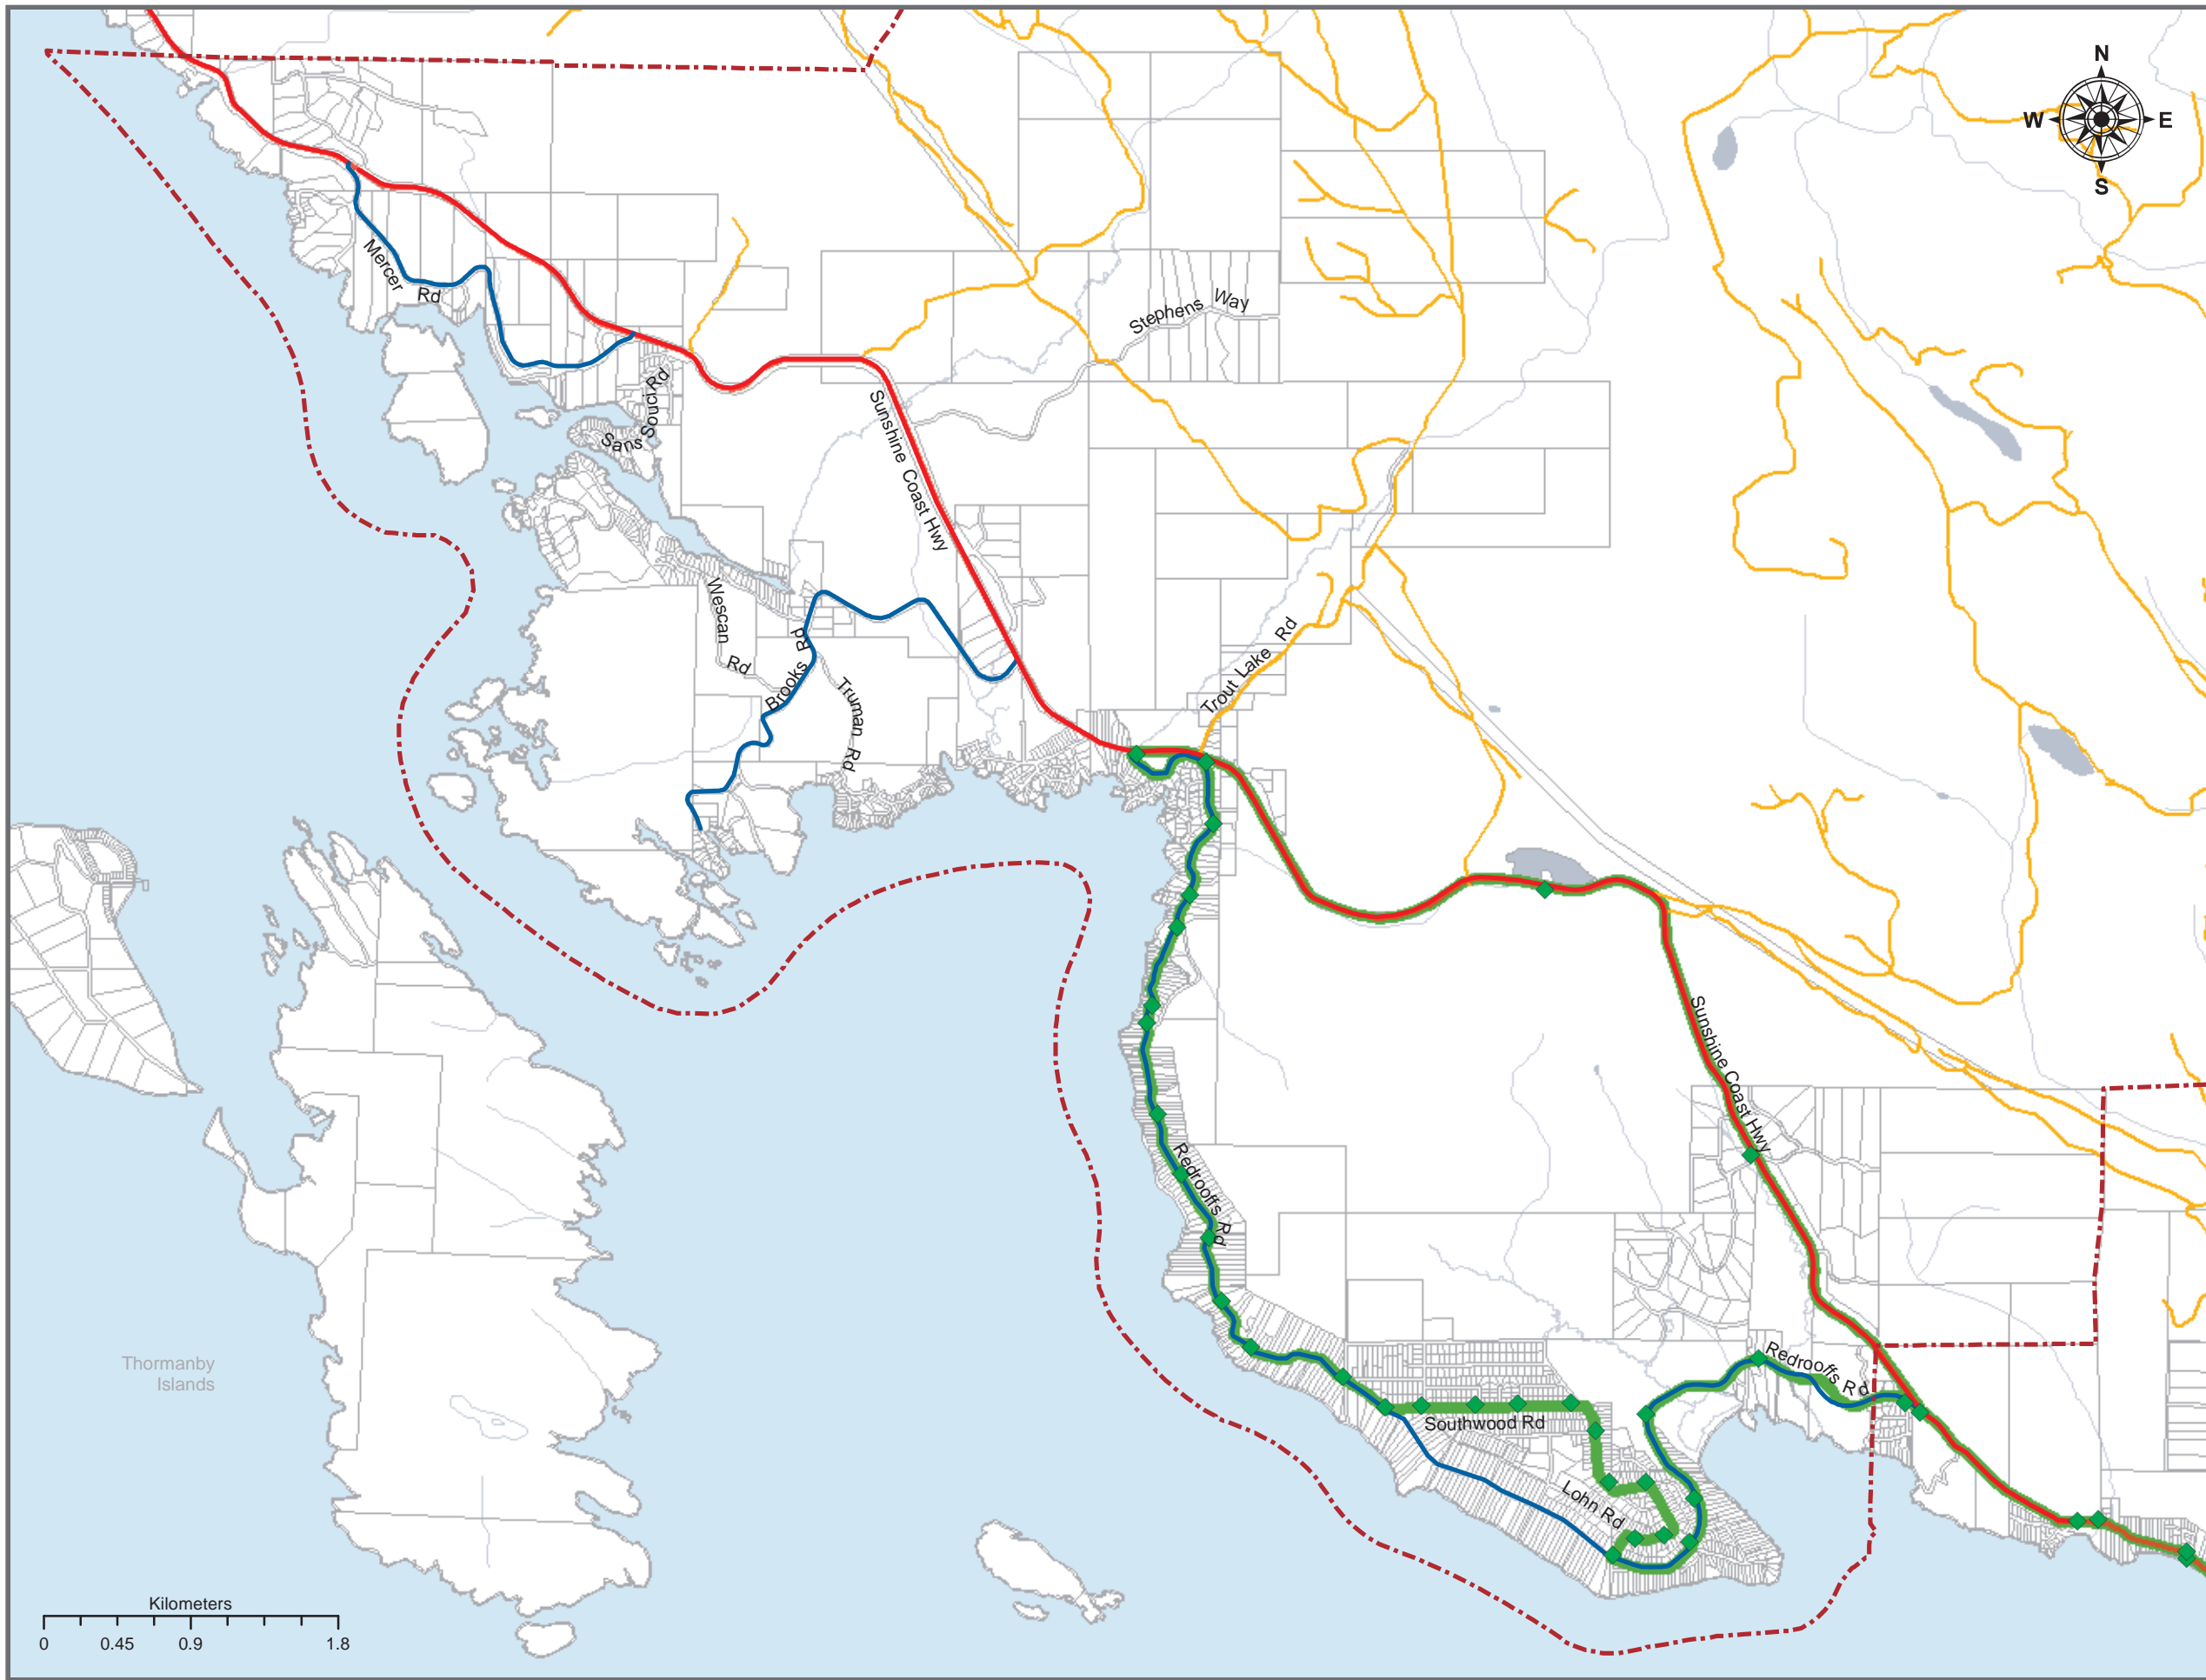 N
W E
S
Mercer
Rd
Stephens Way
Sans Souci Rd
Sunshine Coast Hwy
Wescan
Rd
Brooks Rd
Truman Rd
Trout Lake Rd
Sunshine Coast Hwy
Redrooffs Rd
Redrooffs Rd
Thormanby
Islands
Southwood Rd
Lohn Rd
Kilometers
0 0.45 0.9 1.8